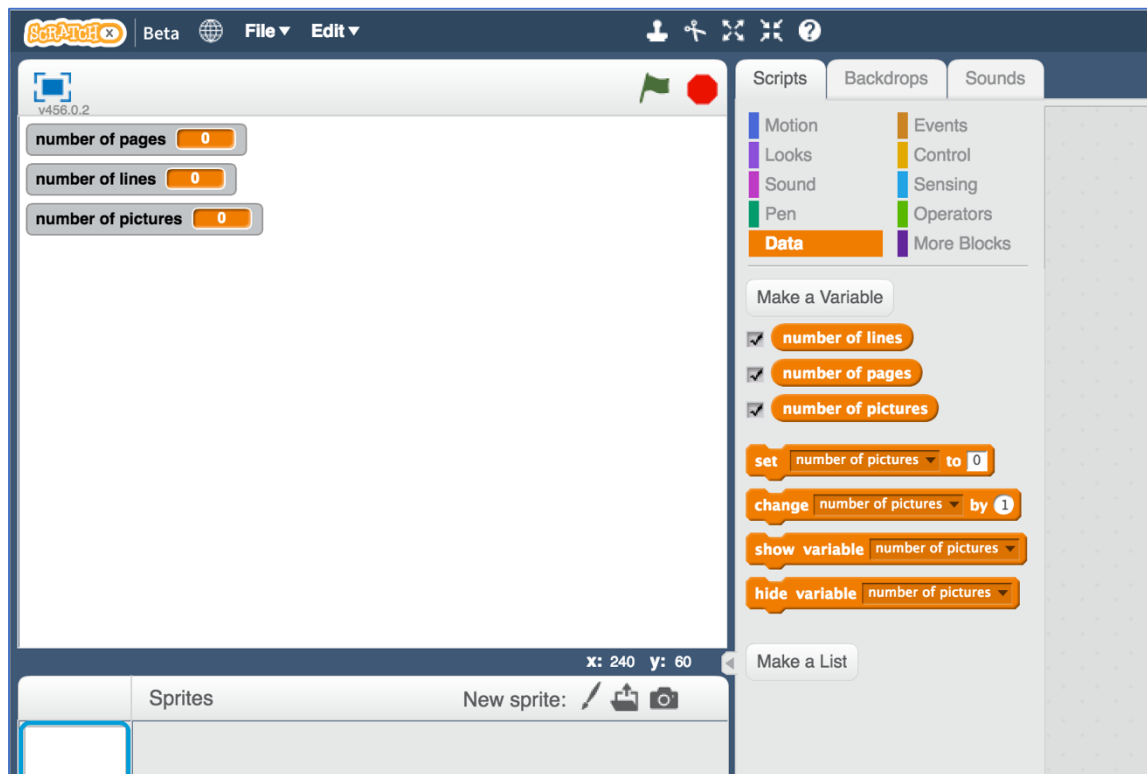 SCRATCHX Beta File Edit
v456.0.2
number of pages 0
number of lines 0
number of pictures 0
x: 240 y: 60
Sprites New sprite:
Scripts Backdrops Sounds
Motion Events
Looks Control
Sound Sensing
Pen Operators
Data More Blocks
Make a Variable
number of lines
number of pages
number of pictures
set number of pictures to 0
change number of pictures by 1
show variable number of pictures
hide variable number of pictures
Make a List